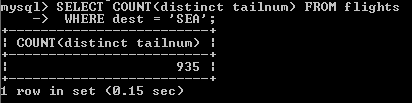 mysql> SELECT COUNT(distinct tailnum) FROM flights
    -> WHERE dest = 'SEA';
+-------------------------+
| COUNT(distinct tailnum) |
+-------------------------+
|                     935 |
+-------------------------+
1 row in set (0.15 sec)